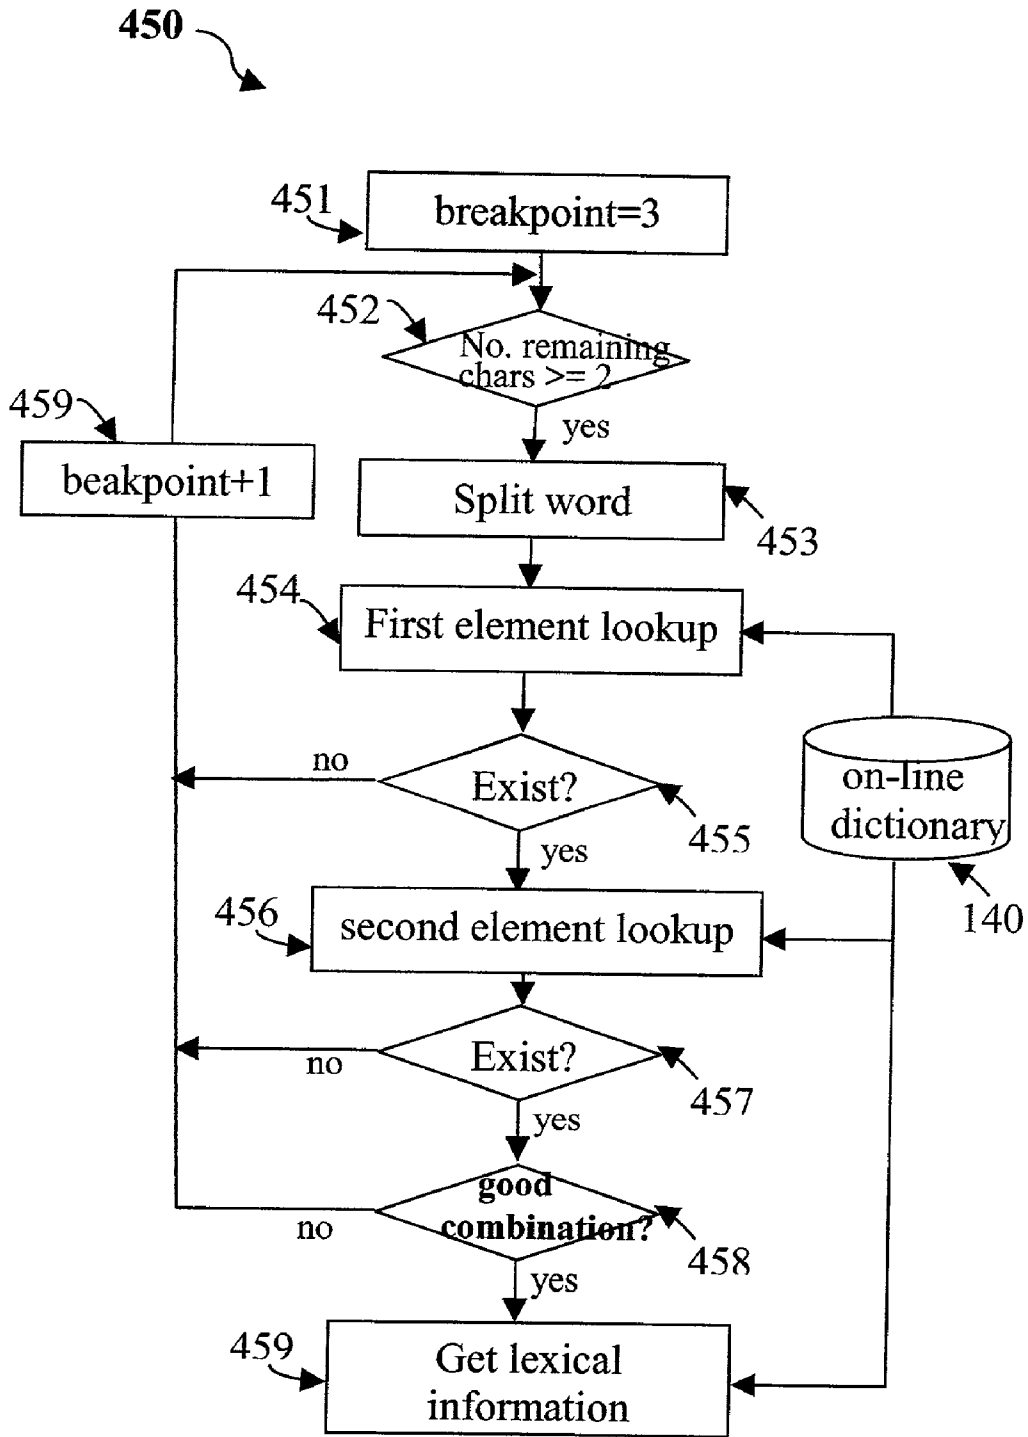 450
451
breakpoint=3
452
No. remaining
chars >= 2
459
yes
beakpoint+1
Split word
453
454
First element lookup
no
Exist?
on-line
dictionary
455
yes
140
456
second element lookup
no
Exist?
457
yes
good
combination?
no
458
yes
459
Get lexical
information